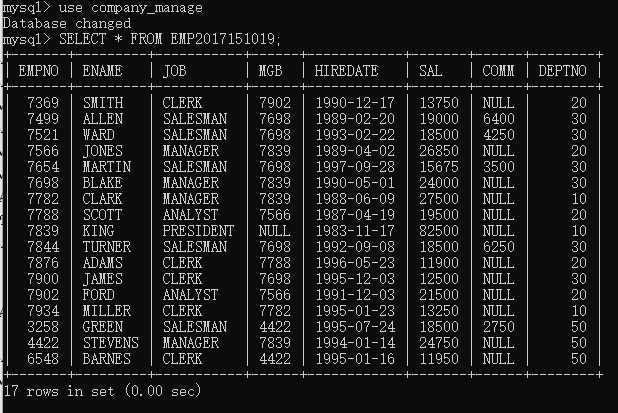 mysql> use company_manage
Database changed
mysql> SELECT * FROM EMP2017151019;
| EMPNO | ENAME | JOB | MGB | HIREDATE | SAL | COMM | DEPTNO |
| 7369 | SMITH | CLERK | 7902 | 1990-12-17 | 13750 | NULL | 20 |
| 7499 | ALLEN | SALESMAN | 7698 | 1989-02-20 | 19000 | 6400 | 30 |
| 7521 | WARD | SALESMAN | 7698 | 1993-02-22 | 18500 | 4250 | 30 |
| 7566 | JONES | MANAGER | 7839 | 1989-04-02 | 26850 | NULL | 20 |
| 7654 | MARTIN | SALESMAN | 7698 | 1997-09-28 | 15675 | 3500 | 30 |
| 7698 | BLAKE | MANAGER | 7839 | 1990-05-01 | 24000 | NULL | 30 |
| 7782 | CLARK | MANAGER | 7839 | 1988-06-09 | 27500 | NULL | 10 |
| 7788 | SCOTT | ANALYST | 7566 | 1987-04-19 | 19500 | NULL | 20 |
| 7839 | KING | PRESIDENT | NULL | 1983-11-17 | 82500 | NULL | 10 |
| 7844 | TURNER | SALESMAN | 7698 | 1992-09-08 | 18500 | 6250 | 30 |
| 7876 | ADAMS | CLERK | 7788 | 1996-05-23 | 11900 | NULL | 20 |
| 7900 | JAMES | CLERK | 7698 | 1995-12-03 | 12500 | NULL | 30 |
| 7902 | FORD | ANALYST | 7566 | 1991-12-03 | 21500 | NULL | 20 |
| 7934 | MILLER | CLERK | 7782 | 1995-01-23 | 13250 | NULL | 10 |
| 3258 | GREEN | SALESMAN | 4422 | 1995-07-24 | 18500 | 2750 | 50 |
| 4422 | STEVENS | MANAGER | 7839 | 1994-01-14 | 24750 | NULL | 50 |
| 6548 | BARNES | CLERK | 4422 | 1995-01-16 | 11950 | NULL | 50 |
17 rows in set (0.00 sec)